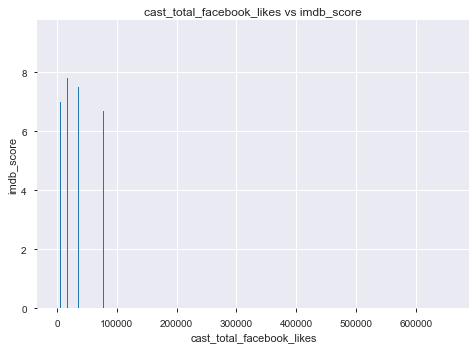 cast_total_facebook_likes vs imdb_score
8
6
4
2
0
imdb_score
0 100000 200000 300000 400000 500000 600000
cast_total_facebook_likes